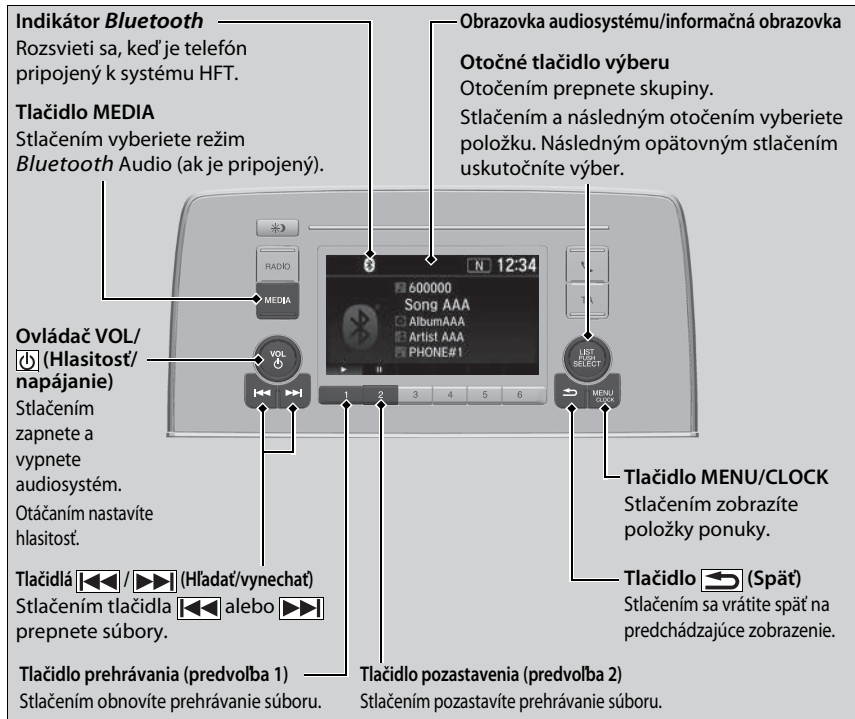 Indikátor Bluetooth
Rozsvieti sa, keď je telefón
pripojený k systému HFT.
Tlačidlo MEDIA
Stlačením vyberiete režim
Bluetooth Audio (ak je pripojený).
Obrazovka audiosystému/informačná obrazovka
Otočné tlačidlo výberu
Otočením prepnete skupiny.
Stlačením a následným otočením vyberiete
položku. Následným opätovným stlačením
uskutočníte výber.
RADIO
MEDIA
N 12:34
600000
Song AAA
AlbumAAA
Artist AAA
PHONE#1
TA
VOL
LIST
PUSH
SELECT
1 2 3 4 5 6
MENU
CLOCK
Ovládač VOL/
(Hlasitosť/
napájanie)
Stlačením
zapnete a
vypnete
audiosystém.
Otáčaním nastavíte
hlasitosť.
Tlačidlá / (Hľadať/vynechať)
Stlačením tlačidla alebo
prepnete súbory.
Tlačidlo MENU/CLOCK
Stlačením zobrazíte
položky ponuky.
Tlačidlo (Späť)
Stlačením sa vrátite späť na
predchádzajúce zobrazenie.
Tlačidlo prehrávania (predvoľba 1)
Stlačením obnovíte prehrávanie súboru.
Tlačidlo pozastavenia (predvoľba 2)
Stlačením pozastavíte prehrávanie súboru.